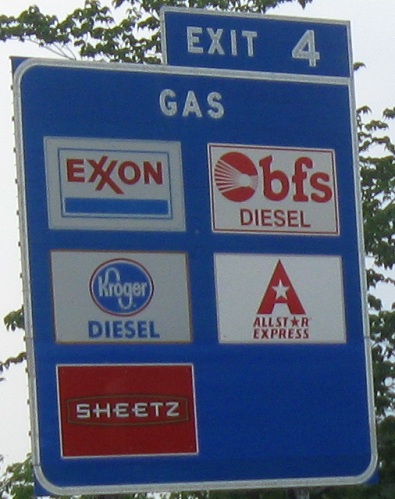 EXIT 4
GAS
EXXON
bfs
DIESEL
Kroger
DIESEL
A
ALLSTAR
EXPRESS
SHEETZ